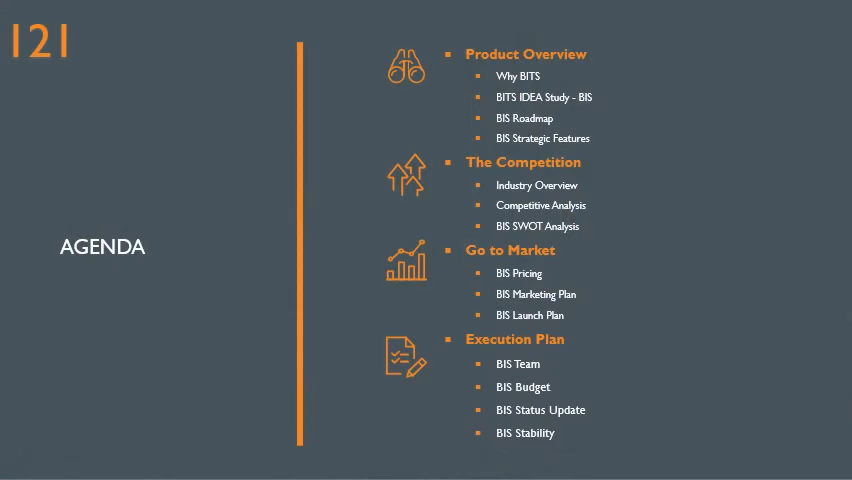 121
AGENDA
Product Overview
Why BITS
BITS IDEA Study - BIS
BIS Roadmap
BIS Strategic Features
The Competition
Industry Overview
Competitive Analysis
BIS SWOT Analysis
Go to Market
BIS Pricing
BIS Marketing Plan
BIS Launch Plan
Execution Plan
BIS Team
BIS Budget
BIS Status Update
BIS Stability